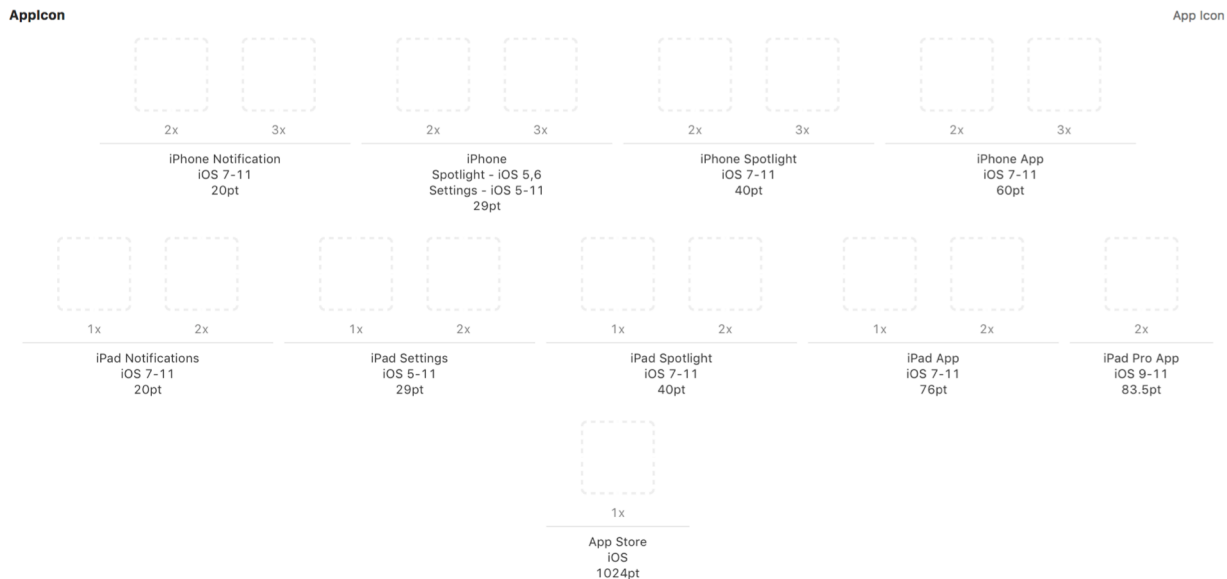 AppIcon
App Icon
2x 3x 2x 3x 2x 3x 2x 3x
iPhone Notification
iOS 7-11
20pt
iPhone
Spotlight - iOS 5,6
Settings - iOS 5-11
29pt
iPhone Spotlight
iOS 7-11
40pt
iPhone App
iOS 7-11
60pt
1x 2x 1x 2x 1x 2x 1x 2x 2x
iPad Notifications
iOS 7-11
20pt
iPad Settings
iOS 5-11
29pt
iPad Spotlight
iOS 7-11
40pt
iPad App
iOS 7-11
76pt
iPad Pro App
iOS 9-11
83.5pt
1x
App Store
iOS
1024pt